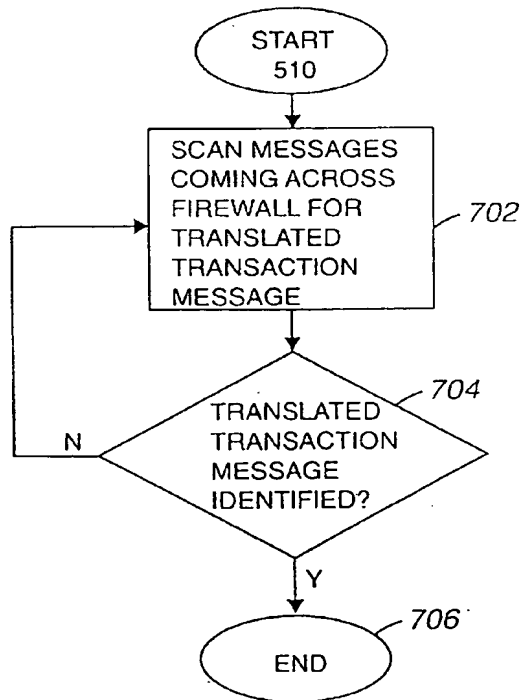 START
510
SCAN MESSAGES
COMING ACROSS
FIREWALL FOR
TRANSLATED
TRANSACTION
MESSAGE
702
704
TRANSLATED
TRANSACTION
MESSAGE
IDENTIFIED?
N
Y
706
END